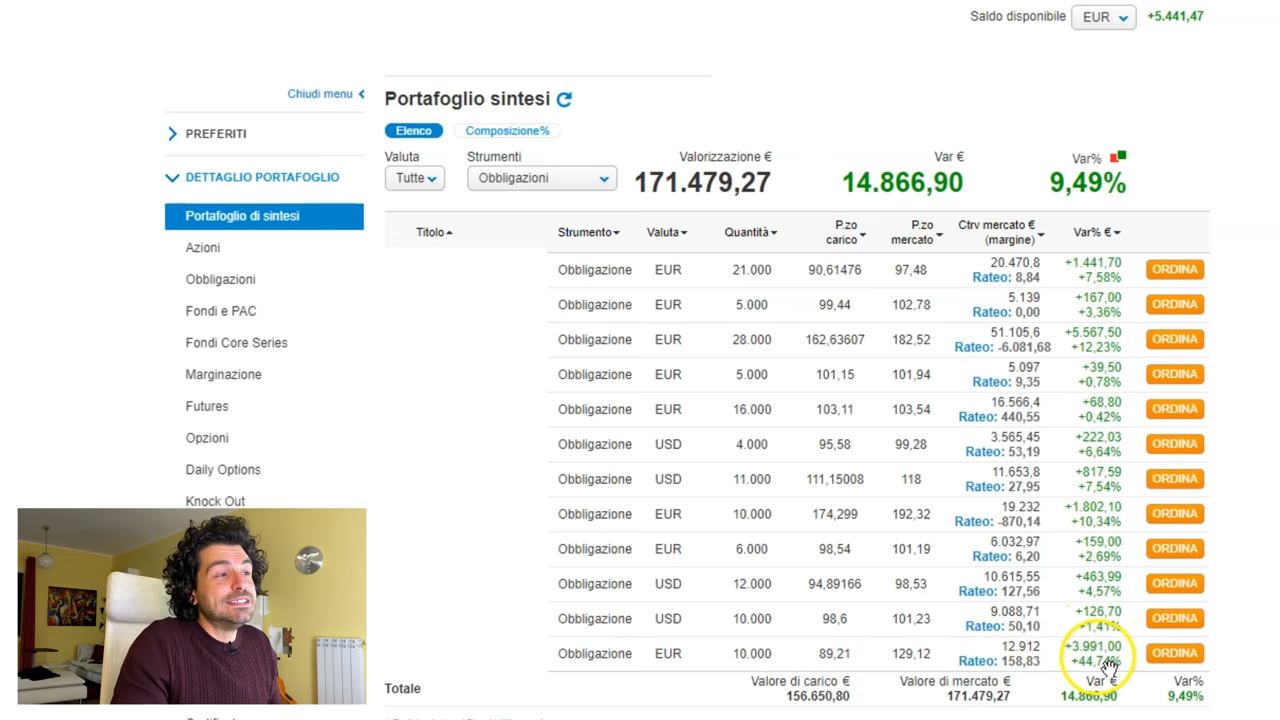 Saldo disponibile EUR +5.441,47
Chiudi menu
PREFERITI
DETTAGLIO PORTAFOGLIO
Portafoglio di sintesi
Azioni
Obbligazioni
Fondi e PAC
Fondi Core Series
Marginazione
Futures
Opzioni
Daily Options
Knock Out
Portafoglio sintesi
Elenco Composizione%
Valuta Strumenti Valorizzazione € Var € Var%
Tutte Obbligazioni 171.479,27 14.866,90 9,49%
Titolo Strumento Valuta Quantità P.zo carico P.zo mercato Ctrv mercato € (margine) Var% €
Obbligazione EUR 21.000 90,61476 97,48 20.470,8 +1.441,70 ORDINA
Rateo: 8,84 +7,58%
Obbligazione EUR 5.000 99,44 102,78 5.139 +167,00 ORDINA
Rateo: 0,00 +3,36%
Obbligazione EUR 28.000 162,63607 182,52 51.105,6 +5.567,50 ORDINA
Rateo: -6.081,68 +12,23%
Obbligazione EUR 5.000 101,15 101,94 5.097 +39,50 ORDINA
Rateo: 9,35 +0,78%
Obbligazione EUR 16.000 103,11 103,54 16.566,4 +68,80 ORDINA
Rateo: 440,55 +0,42%
Obbligazione USD 4.000 95,58 99,28 3.565,45 +222,03 ORDINA
Rateo: 53,19 +6,64%
Obbligazione USD 11.000 111,15008 118 11.653,8 +817,59 ORDINA
Rateo: 27,95 +7,54%
Obbligazione EUR 10.000 174,299 192,32 19.232 +1.802,10 ORDINA
Rateo: -870,14 +10,34%
Obbligazione EUR 6.000 98,54 101,19 6.032,97 +159,00 ORDINA
Rateo: 6,20 +2,69%
Obbligazione USD 12.000 94,89166 98,53 10.615,55 +463,99 ORDINA
Rateo: 127,56 +4,57%
Obbligazione USD 10.000 98,6 101,23 9.088,71 +126,70 ORDINA
Rateo: 50,10 +1,41%
Obbligazione EUR 10.000 89,21 129,12 12.912 +3.991,00 ORDINA
Rateo: 158,83 +44,74%
Totale Valore di carico € Valore di mercato € Var € Var%
156.650,80 171.479,27 14.866,90 9,49%